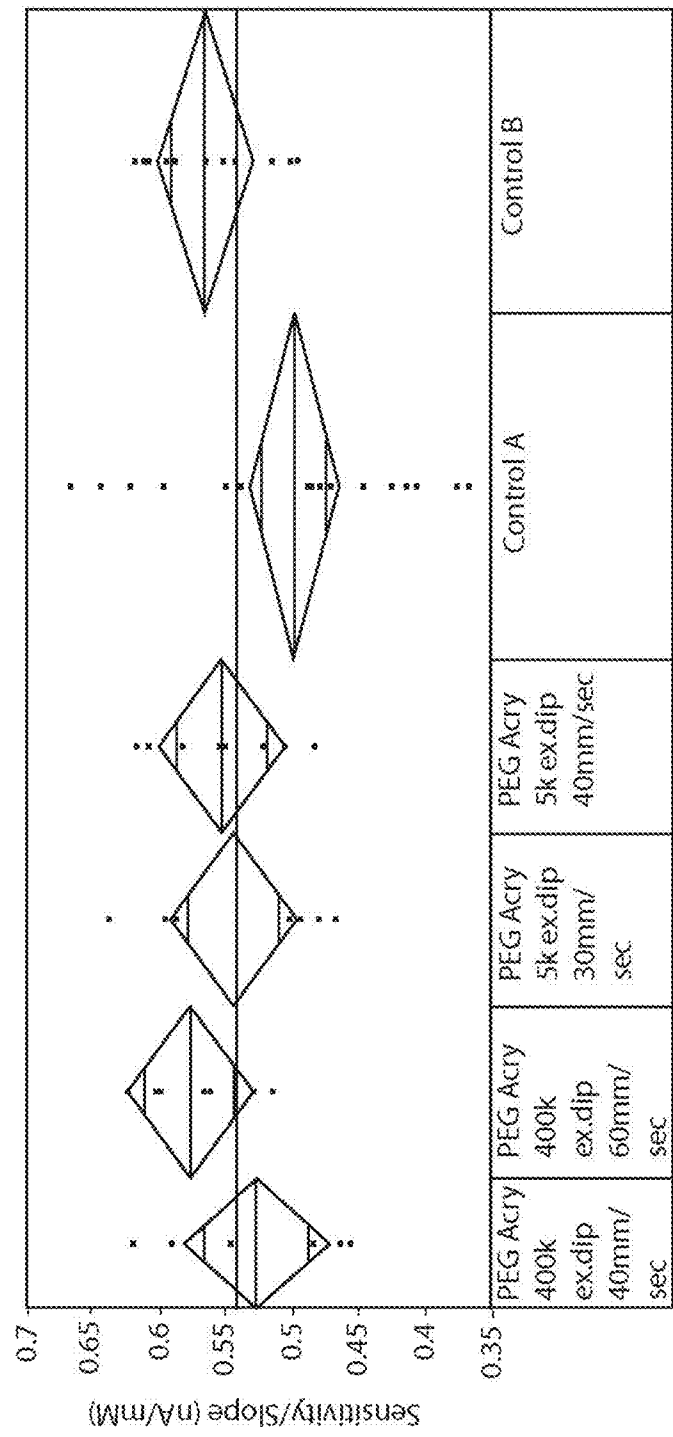 Sensitivity/Slope (nA/mM)
0.7
0.65
0.6
0.55
0.5
0.45
0.4
0.35
PEG Acry
400k
ex.dip
40mm/
sec
PEG Acry
400k
ex.dip
60mm/
sec
PEG Acry
5k ex.dip
30mm/
sec
PEG Acry
5k ex.dip
40mm/sec
Control A
Control B